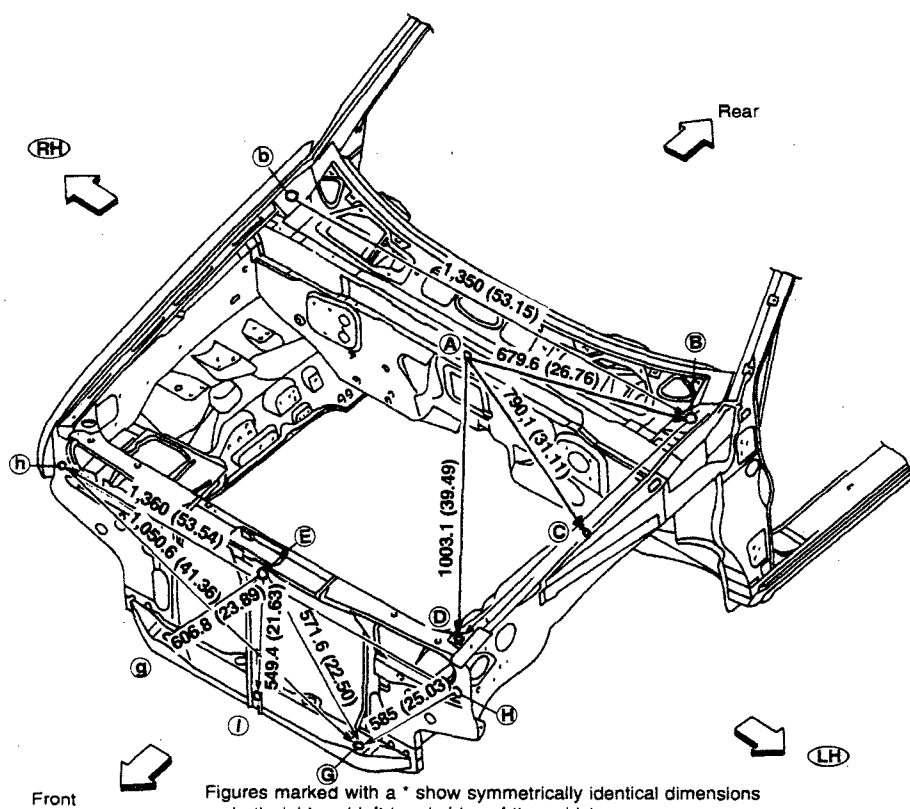 Rear
RH
b
1,350 (53.15)
B
A
679.6 (26.76)
790.1 (31.11)
h
1,360 (53.54)
1,050.6 (41.36)
E
1003.1 (39.49)
C
D
606.8 (23.89)
549.4 (21.63)
571.6 (22.50)
g
585 (25.03)
H
i
G
LH
Front
Figures marked with a * show symmetrically identical dimensions